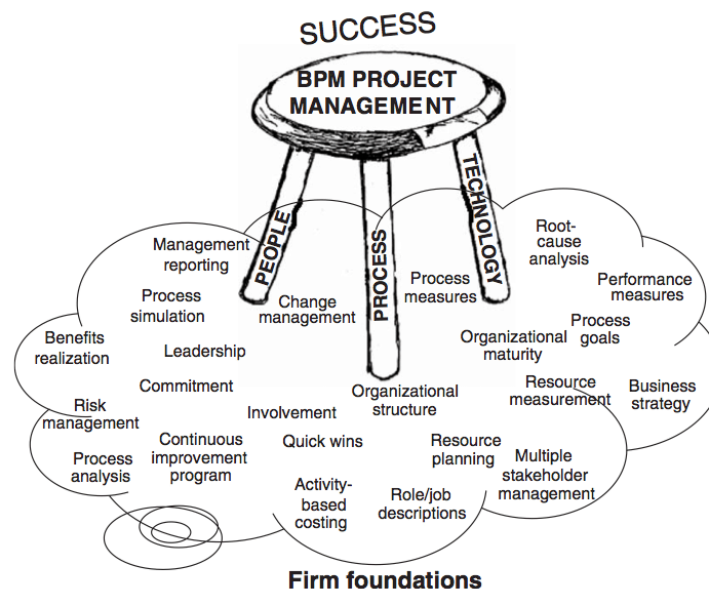 SUCCESS
BPM PROJECT
MANAGEMENT
PEOPLE
PROCESS
TECHNOLOGY
Management
reporting
Root-
cause
analysis
Process
simulation
Change
management
Process
measures
Performance
measures
Benefits
realization
Leadership
Organizational
maturity
Process
goals
Commitment
Organizational
structure
Resource
measurement
Business
strategy
Risk
management
Involvement
Process
analysis
Continuous
improvement
program
Quick wins
Resource
planning
Multiple
stakeholder
management
Activity-
based
costing
Role/job
descriptions
Firm foundations